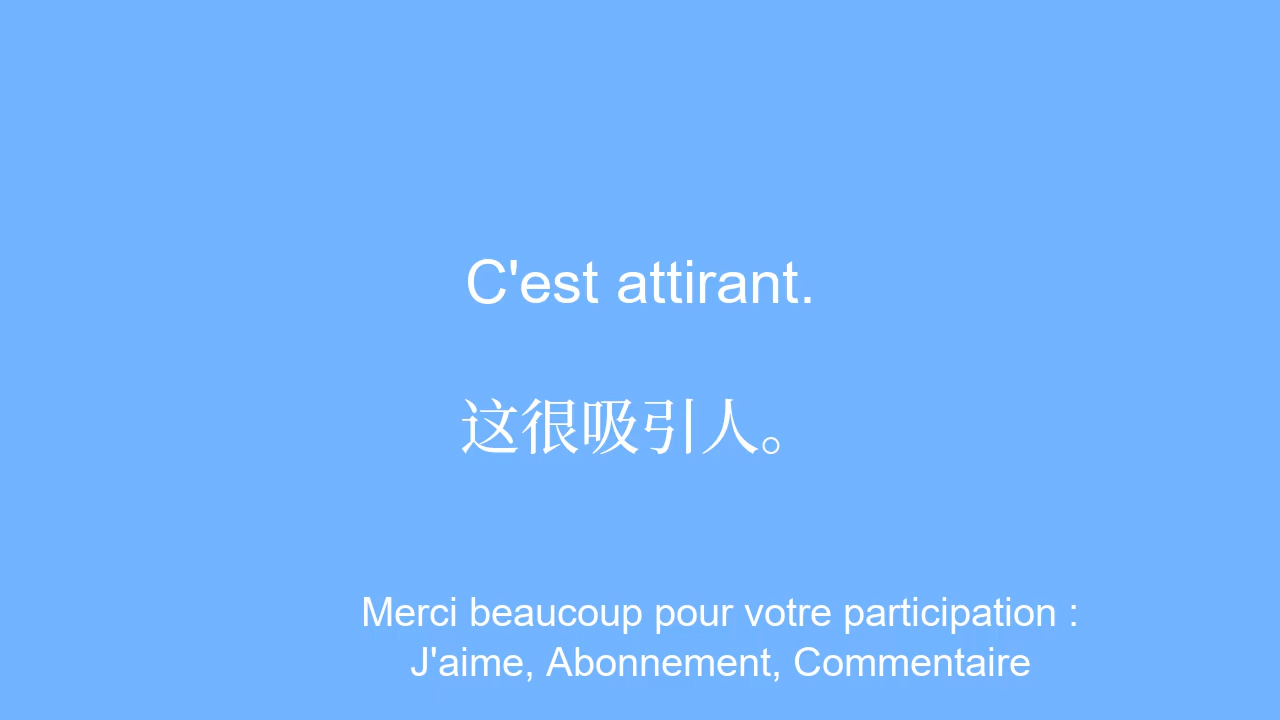 C'est attirant.
这很吸引人。
Merci beaucoup pour votre participation :
J'aime, Abonnement, Commentaire